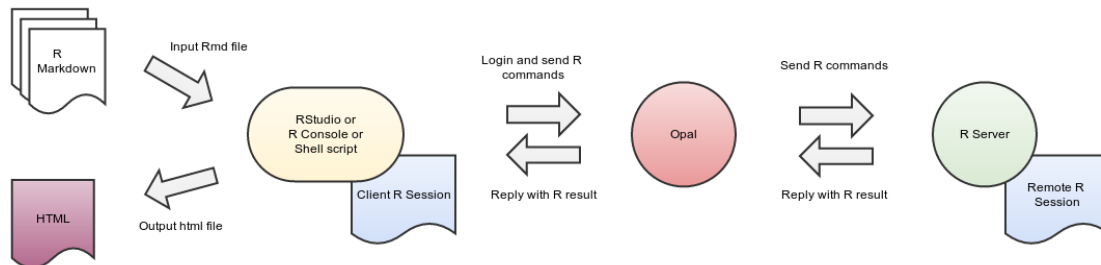 R
Markdown
Input Rmd file
RStudio or
R Console or
Shell script
Client R Session
HTML
Output html file
Login and send R
commands
Reply with R result
Opal
Send R commands
Reply with R result
R Server
Remote R
Session